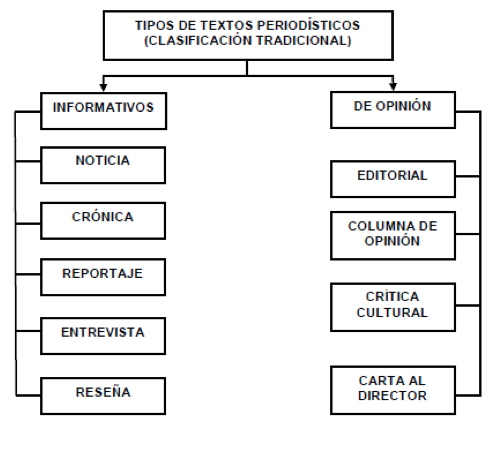 TIPOS DE TEXTOS PERIODÍSTICOS
(CLASIFICACIÓN TRADICIONAL)
INFORMATIVOS
NOTICIA
CRÓNICA
REPORTAJE
ENTREVISTA
RESEÑA
DE OPINIÓN
EDITORIAL
COLUMNA DE
OPINIÓN
CRÍTICA
CULTURAL
CARTA AL
DIRECTOR